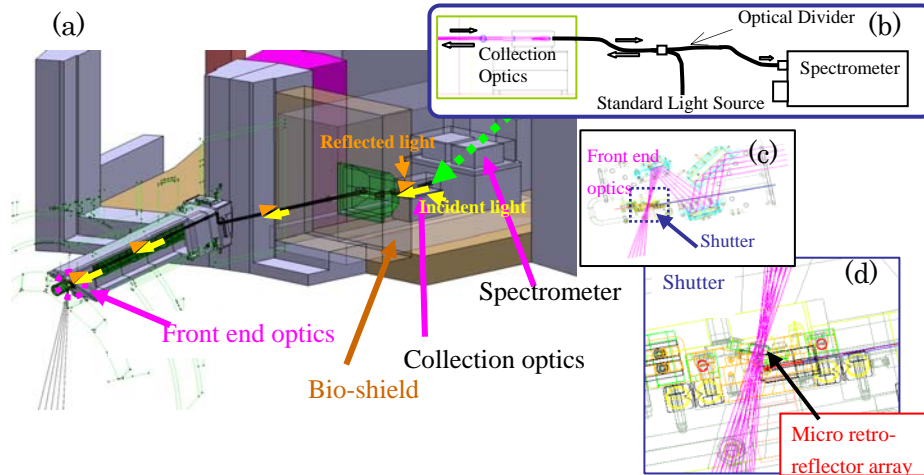 (a)
Reflected light
Incident light
Spectrometer
Front end optics
Collection optics
Bio-shield
(b)
Optical Divider
Collection
Optics
Spectrometer
Standard Light Source
(c)
Front end
optics
Shutter
(d)
Shutter
Micro retro-
reflector array